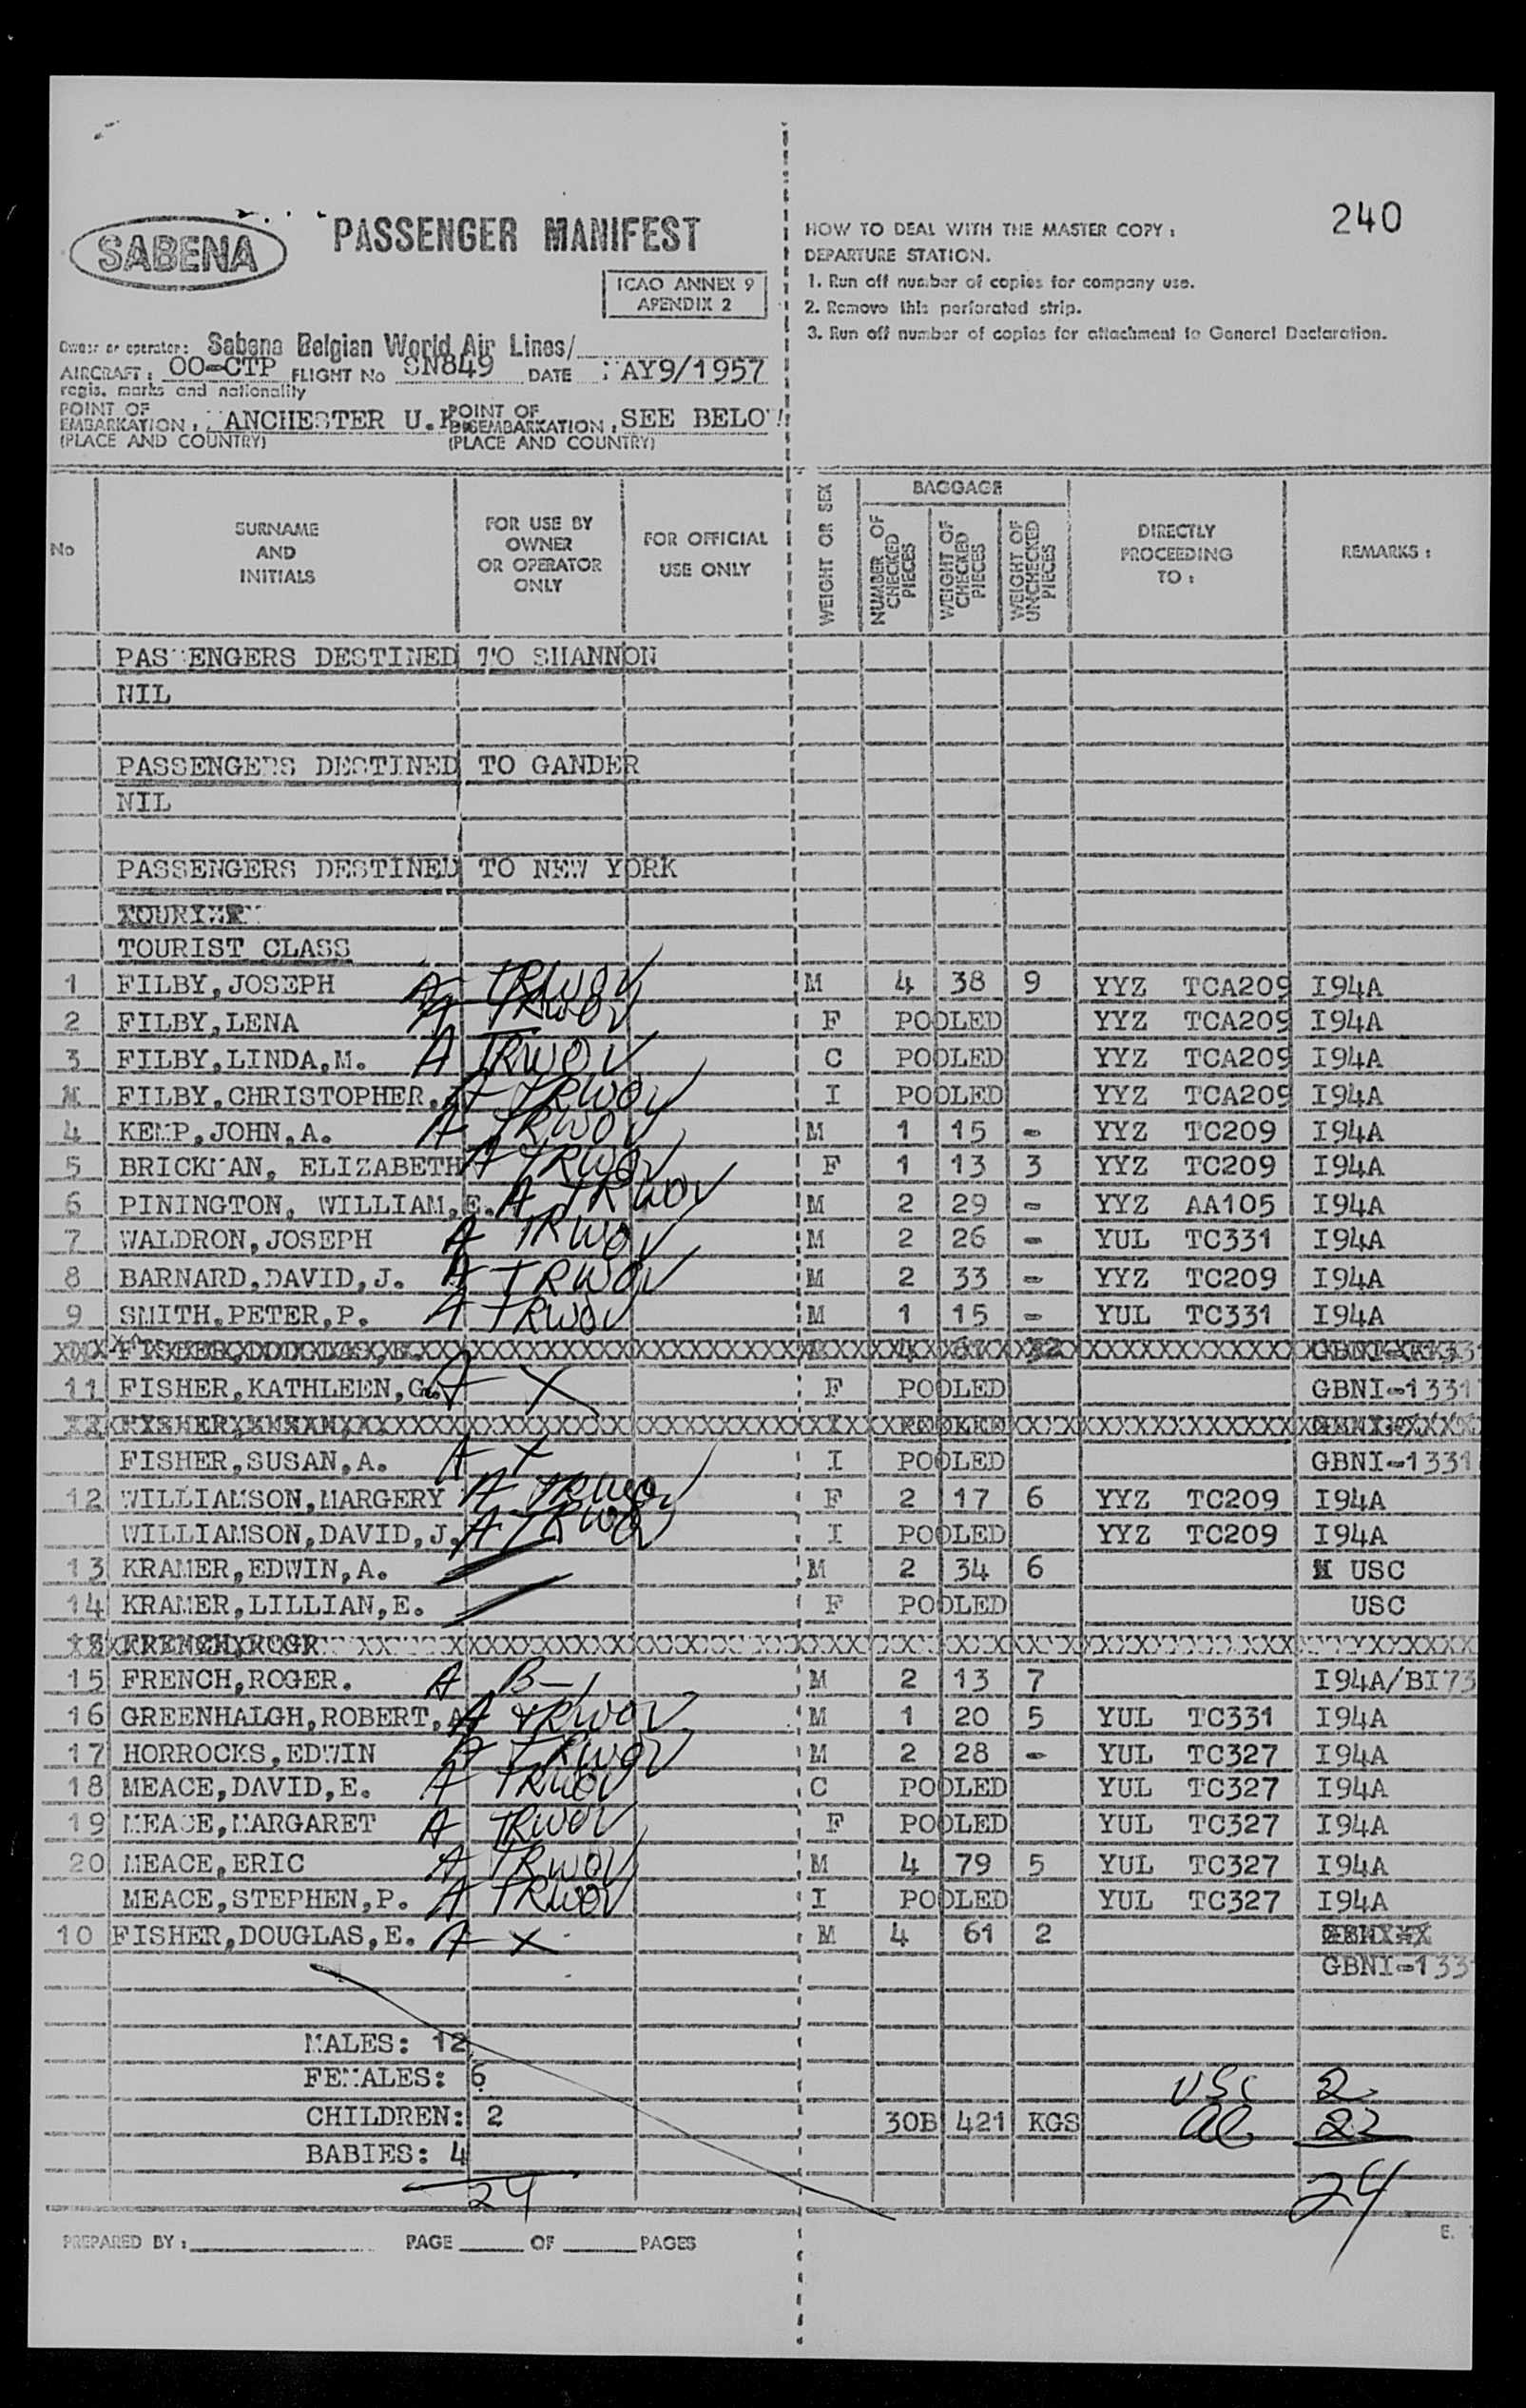 240
SABENA
PASSENGER MANIFEST
ICAO ANNEX 9
APENDIX 2
HOW TO DEAL WITH THE MASTER COPY :
DEPARTURE STATION.
1. Run off number of copies for company use.
2. Remove this perforated strip.
3. Run off number of copies for attachment to General Declaration.
Owner or operator: Sabena Belgian World Air Lines/
AIRCRAFT : OO-CTP FLIGHT No SN849 DATE :AY9/1957
regis. marks and nationality
POINT OF EMBARKATION : ANCHESTER U.K. POINT OF DISEMBARKATION : SEE BELO
(PLACE AND COUNTRY) (PLACE AND COUNTRY)
No
SURNAME AND INITIALS
FOR USE BY OWNER OR OPERATOR ONLY
FOR OFFICIAL USE ONLY
WEIGHT OR SEX
BAGGAGE
NUMBER OF CHECKED PIECES
WEIGHT OF CHECKED PIECES
WEIGHT OF UNCHECKED PIECES
DIRECTLY PROCEEDING TO :
REMARKS :
PAS ENGERS DESTINED TO SHANNON
NIL
PASSENGERS DESTINED TO GANDER
NIL
PASSENGERS DESTINED TO NEW YORK
TOURIST CLASS
1 FILBY,JOSEPH A TRWOV M 4 38 9 YYZ TCA209 I94A
2 FILBY,LENA A TRWOV F POOLED YYZ TCA209 I94A
3 FILBY,LINDA,M. A TRWOV C POOLED YYZ TCA209 I94A
FILBY,CHRISTOPHER. A TRWOV I POOLED YYZ TCA209 I94A
4 KEMP,JOHN,A. A TRWOV M 1 15 - YYZ TC209 I94A
5 BRICKMAN, ELIZABETH A TRWOV F 1 13 3 YYZ TC209 I94A
6 PININGTON, WILLIAM,E. A TRWOV M 2 29 - YYZ AA105 I94A
7 WALDRON,JOSEPH A TRWOV M 2 26 - YUL TC331 I94A
8 BARNARD,DAVID,J. A TRWOV M 2 33 - YYZ TC209 I94A
9 SMITH,PETER,P. A TRWOV M 1 15 - YUL TC331 I94A
11 FISHER,KATHLEEN,G. A X F POOLED GBNI-1331
FISHER,SUSAN,A. A X I POOLED GBNI-1331
12 WILLIAMSON,MARGERY A TRWOV F 2 17 6 YYZ TC209 I94A
WILLIAMSON,DAVID,J. A TRWOV I POOLED YYZ TC209 I94A
13 KRAMER,EDWIN,A. M 2 34 6 USC
14 KRAMER,LILLIAN,E. F POOLED USC
15 FRENCH,ROGER. A B-1 M 2 13 7 I94A/BI'73
16 GREENHALGH,ROBERT,A A TRWOV M 1 20 5 YUL TC331 I94A
17 HORROCKS,EDWIN A TRWOV M 2 28 - YUL TC327 I94A
18 MEACE,DAVID,E. A TRWOV C POOLED YUL TC327 I94A
19 MEACE,MARGARET A TRWOV F POOLED YUL TC327 I94A
20 MEACE,ERIC A TRWOV M 4 79 5 YUL TC327 I94A
MEACE,STEPHEN,P. A TRWOV I POOLED YUL TC327 I94A
10 FISHER,DOUGLAS,E. A X M 4 61 2
GBNI-133
MALES: 12
FEMALES: 6 USC 2
CHILDREN: 2 30B 421 KGS al 22
BABIES: 4
24 24
PREPARED BY : PAGE OF PAGES
E.